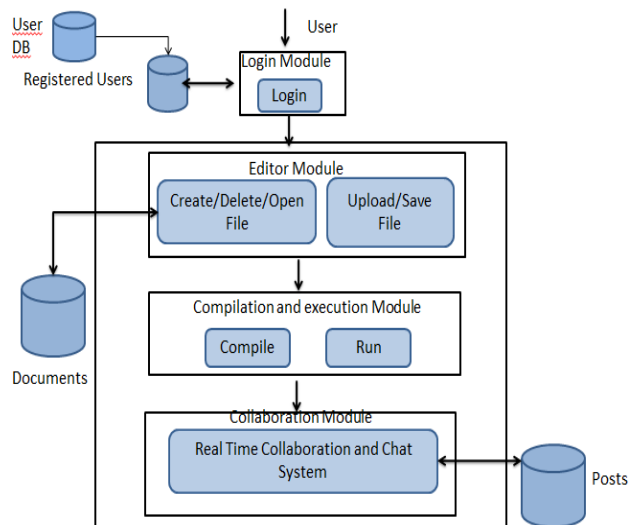 User
DB
User
Login Module
Registered Users
Login
Editor Module
Create/Delete/Open
File
Upload/Save
File
Compilation and execution Module
Compile
Run
Documents
Collaboration Module
Real Time Collaboration and Chat
System
Posts